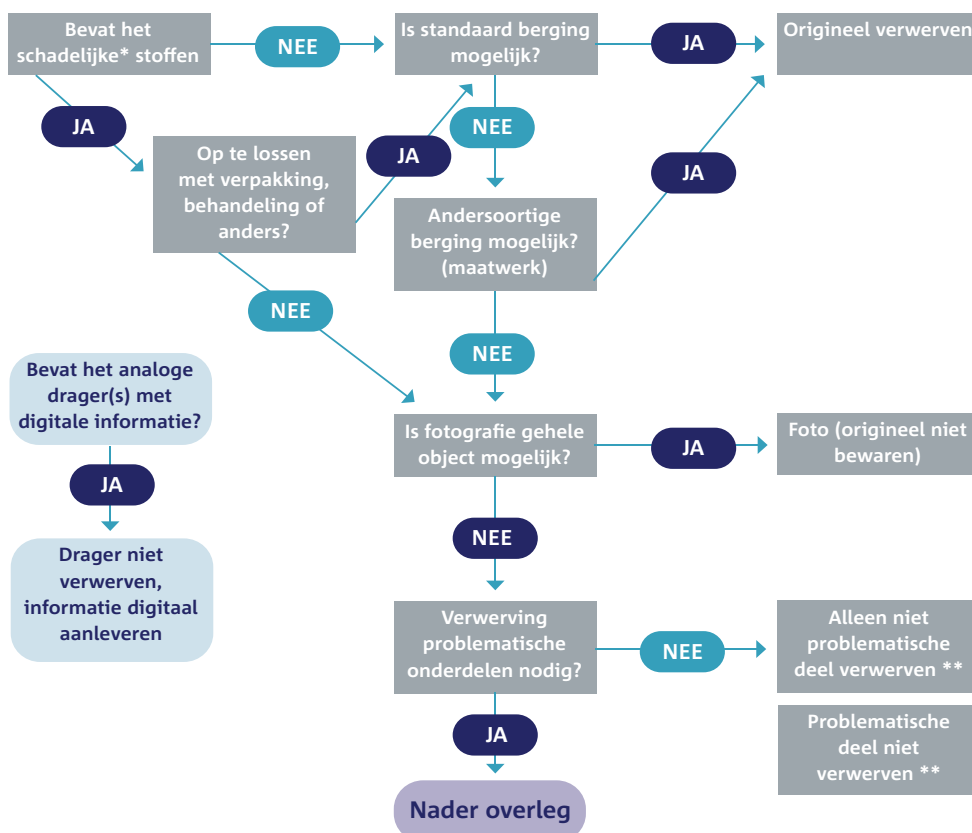 Bevat het
schadelijke* stoffen
NEE
Is standaard berging
mogelijk?
JA
Origineel verwerven
JA
Op te lossen
met verpakking,
behandeling of
anders?
JA
NEE
JA
Andersoortige
berging mogelijk?
(maatwerk)
NEE
NEE
Bevat het analoge
drager(s) met
digitale informatie?
JA
Drager niet
verwerven,
informatie digitaal
aanleveren
Is fotografie gehele
object mogelijk?
JA
Foto (origineel niet
bewaren)
NEE
Verwerving
problematische
onderdelen nodig?
NEE
Alleen niet
problematische
deel verwerven **
Problematische
deel niet
verwerven **
JA
Nader overleg